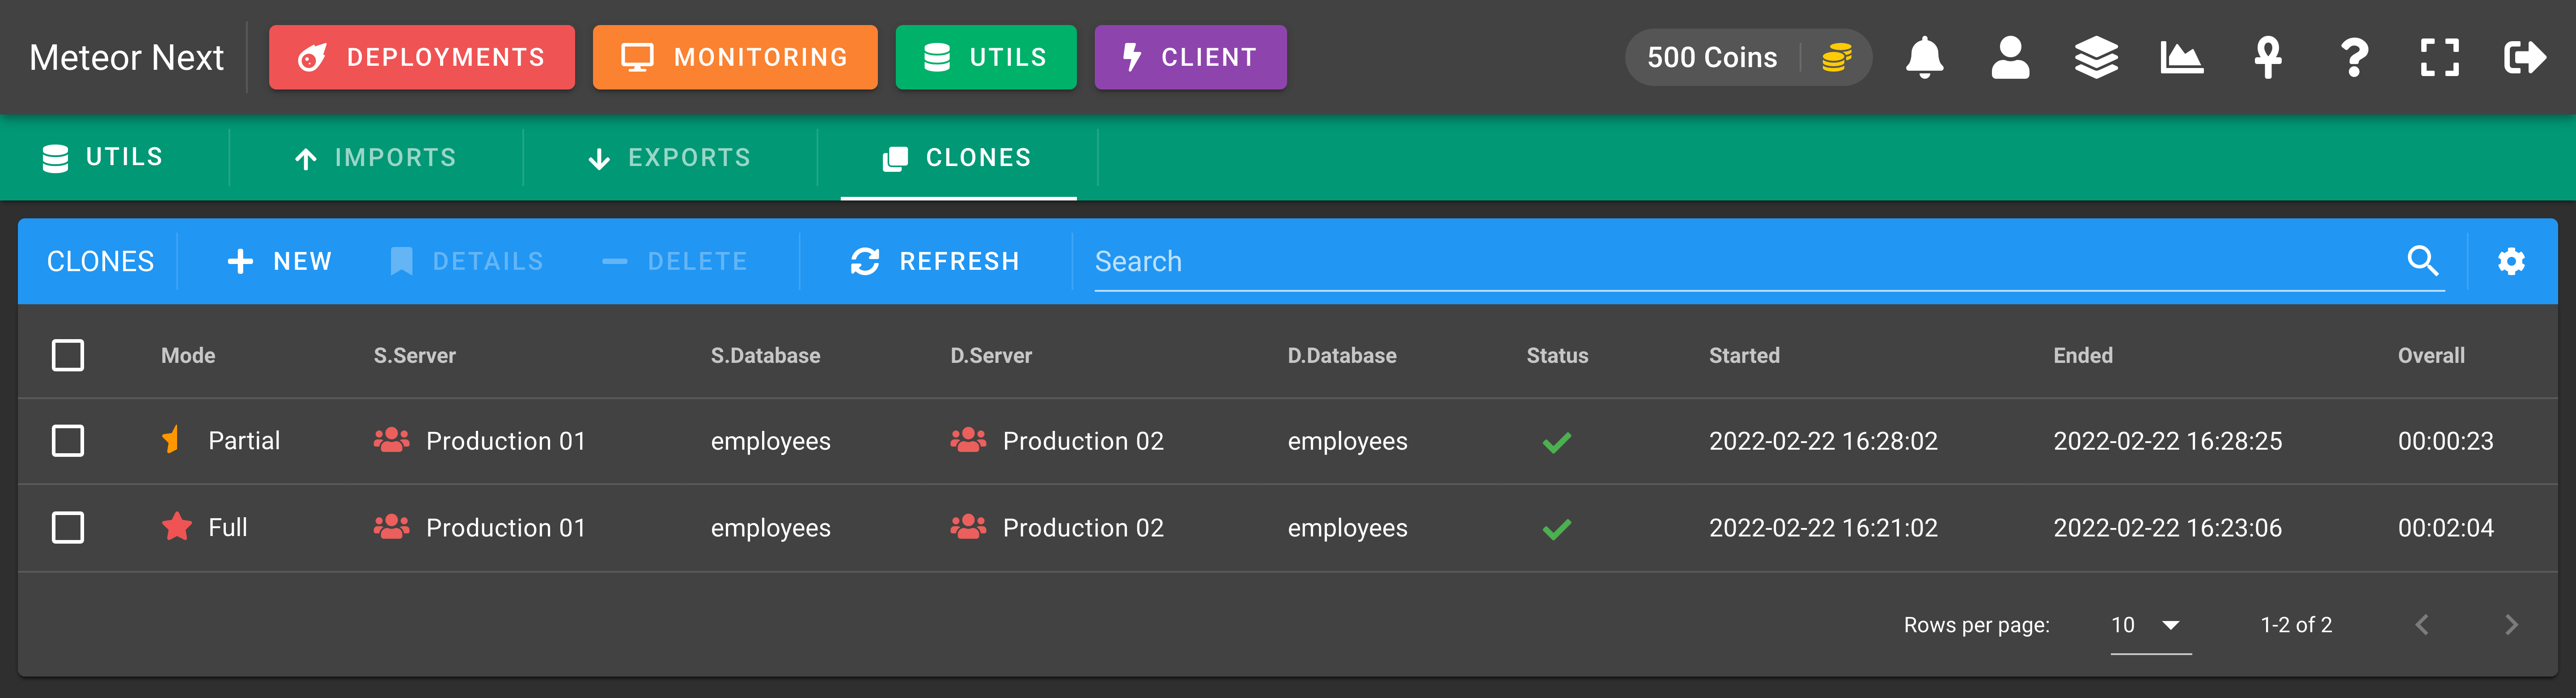 Meteor Next DEPLOYMENTS MONITORING UTILS CLIENT 500 Coins
UTILS IMPORTS EXPORTS CLONES
CLONES NEW DETAILS DELETE REFRESH Search
Mode S.Server S.Database D.Server D.Database Status Started Ended Overall
Partial Production 01 employees Production 02 employees 2022-02-22 16:28:02 2022-02-22 16:28:25 00:00:23
Full Production 01 employees Production 02 employees 2022-02-22 16:21:02 2022-02-22 16:23:06 00:02:04
Rows per page: 10 1-2 of 2